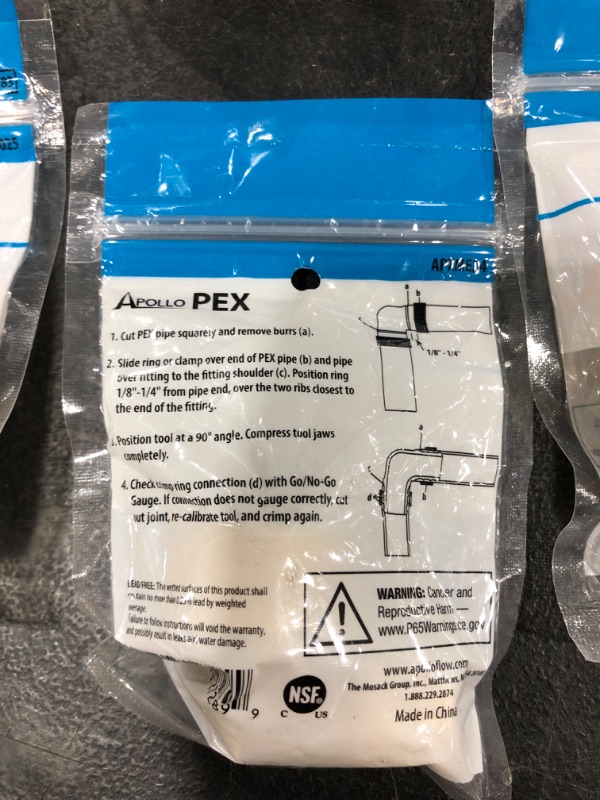 83
025
APOLLO PEX
1. Cut PEX pipe squarely and remove burrs (a).
2. Slide ring or clamp over end of PEX pipe (b) and pipe
over fitting to the fitting shoulder (c). Position ring
1/8"-1/4" from pipe end, over the two ribs closest to
the end of the fitting.
Position tool at a 90° angle. Compress tool jaws
completely.
4. Check crimp ring connection (d) with Go/No-Go
Gauge. If connection does not gauge correctly, cut
out joint, re-calibrate tool, and crimp again.
a b
1/8" - 1/4"
a
c
d
b
LEAD FREE: The wetted surfaces of this product shall
contain no more than 0.25% lead by weighted
average.
Failure to follow instructions will void the warranty,
and possibly result in leaks and/or water damage.
WARNING: Cancer and
Reproductive Harm —
www.P65Warnings.ca.gov
www.apolloflow.com
The Mosack Group, Inc., Matthews,
1.888.229.2874
Made in China
NSF
C US
9 9